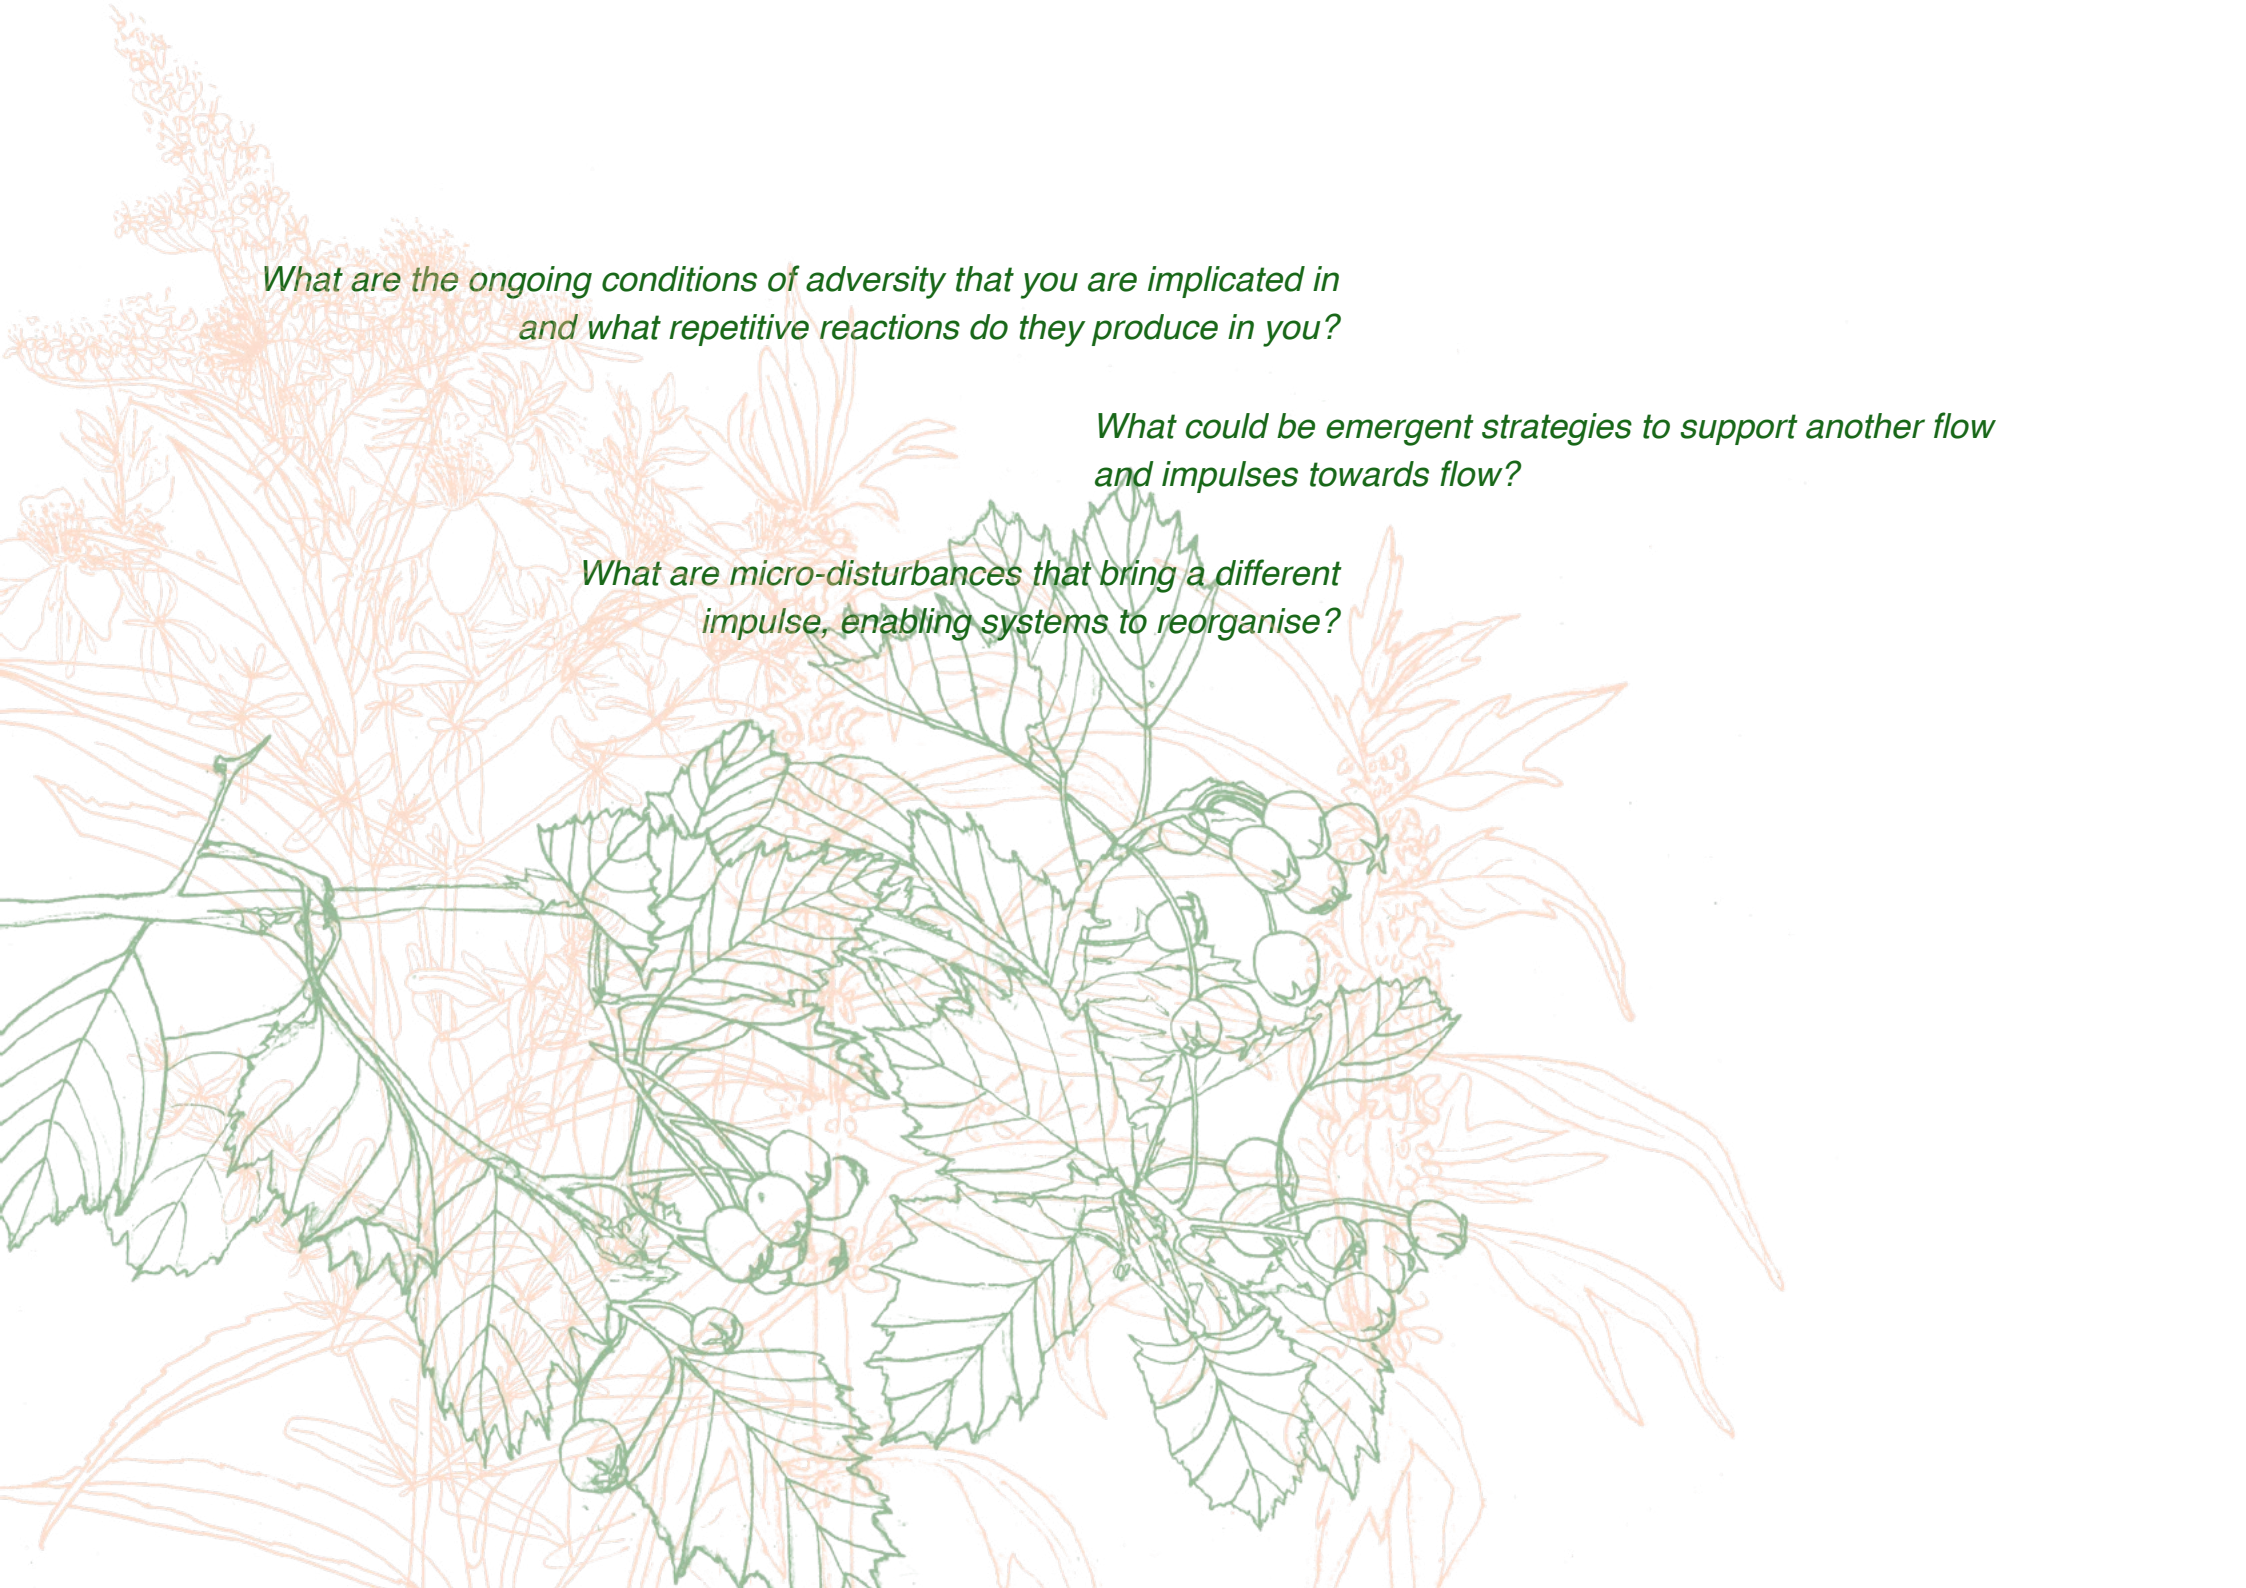 What are the ongoing conditions of adversity that you are implicated in
and what repetitive reactions do they produce in you?
What could be emergent strategies to support another flow
and impulses towards flow?
What are micro-disturbances that bring a different
impulse, enabling systems to reorganise?